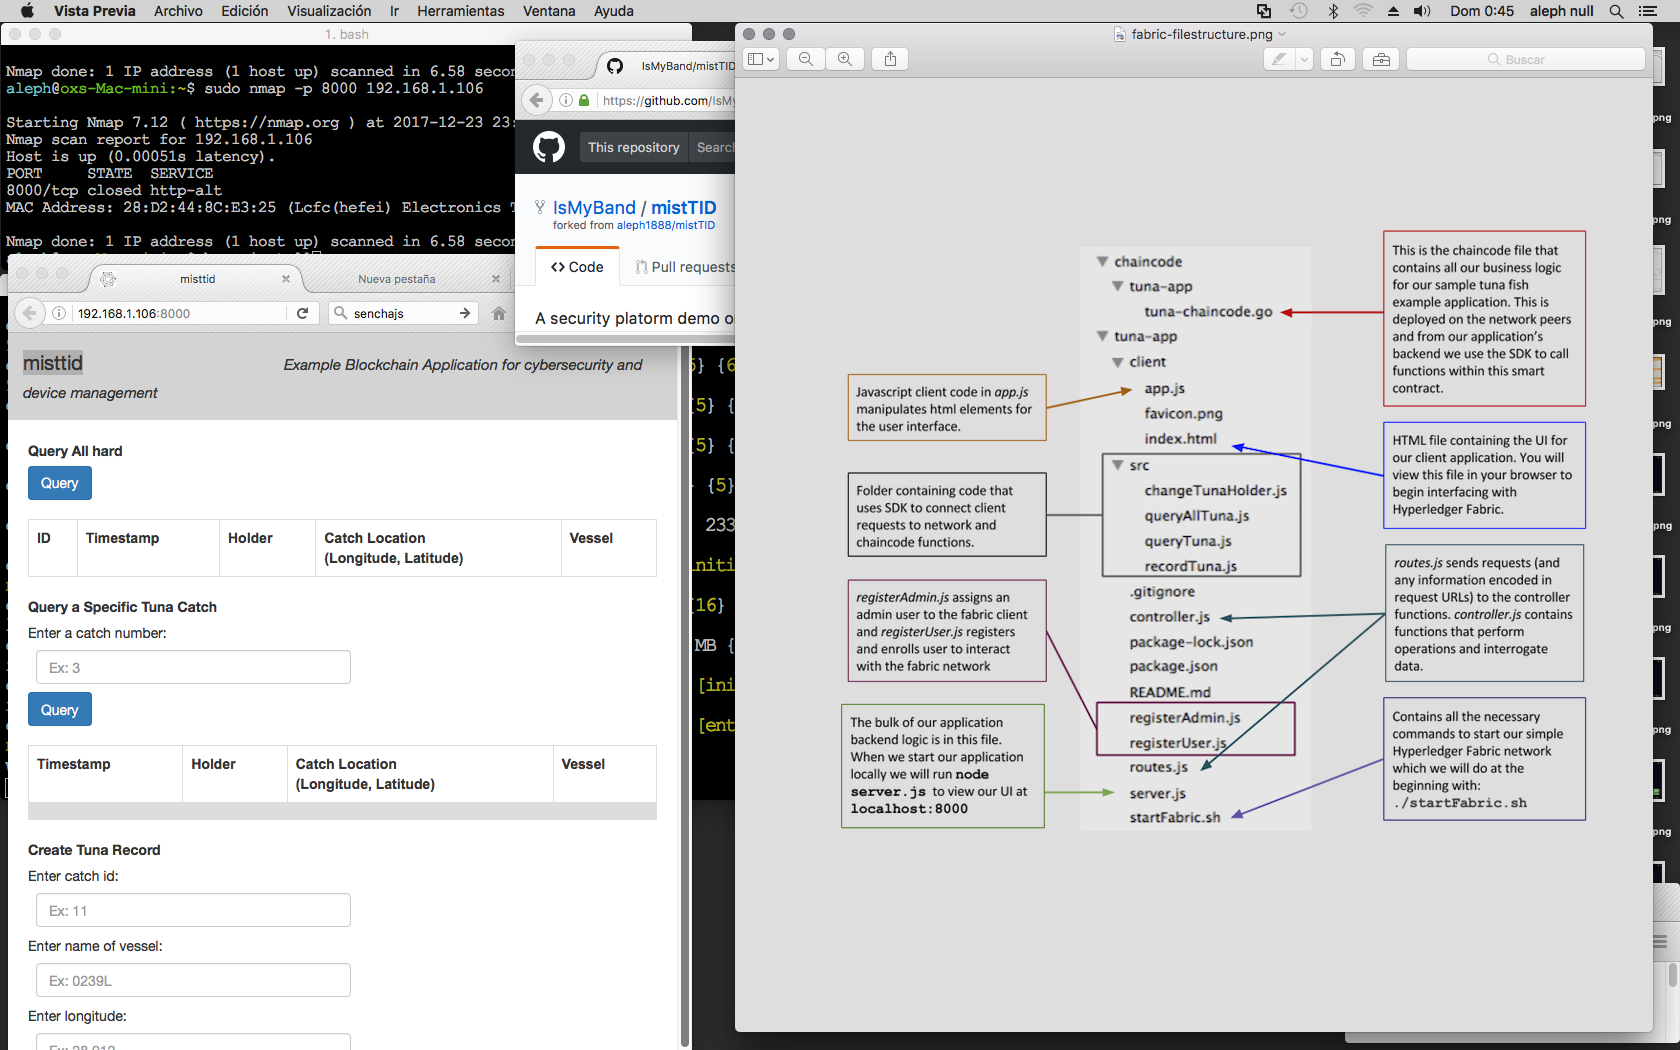 Vista Previa Archivo Edición Visualización Ir Herramientas Ventana Ayuda Dom 0:45 aleph null
1. bash
Nmap done: 1 IP address (1 host up) scanned in 6.58 secon
aleph@oxs-Mac-mini:~$ sudo nmap -p 8000 192.168.1.106
Starting Nmap 7.12 ( https://nmap.org ) at 2017-12-23 23:
Nmap scan report for 192.168.1.106
Host is up (0.00051s latency).
PORT STATE SERVICE
8000/tcp closed http-alt
MAC Address: 28:D2:44:8C:E3:25 (Lcfc(hefei) Electronics T
Nmap done: 1 IP address (1 host up) scanned in 6.58 secon
IsMyBand/mistTID
https://github.com/IsMy
This repository Search
IsMyBand / mistTID
forked from aleph1888/mistTID
Code Pull requests
A security platorm demo o
misttid Nueva pestaña
192.168.1.106:8000 senchajs
misttid Example Blockchain Application for cybersecurity and
device management
Query All hard
Query
ID Timestamp Holder Catch Location
(Longitude, Latitude) Vessel
Query a Specific Tuna Catch
Enter a catch number:
Ex: 3
Query
Timestamp Holder Catch Location
(Longitude, Latitude) Vessel
Create Tuna Record
Enter catch id:
Ex: 11
Enter name of vessel:
Ex: 0239L
Enter longitude:
5} {6
[5} {
[5} {
{5}
233
initi
[16}
MB {
[ini
[ent
fabric-filestructure.png
Buscar
chaincode
tuna-app
tuna-chaincode.go
tuna-app
client
app.js
favicon.png
index.html
src
changeTunaHolder.js
queryAllTuna.js
queryTuna.js
recordTuna.js
.gitignore
controller.js
package-lock.json
package.json
README.md
registerAdmin.js
registerUser.js
routes.js
server.js
startFabric.sh
Javascript client code in app.js
manipulates html elements for
the user interface.
Folder containing code that
uses SDK to connect client
requests to network and
chaincode functions.
registerAdmin.js assigns an
admin user to the fabric client
and registerUser.js registers
and enrolls user to interact
with the fabric network
The bulk of our application
backend logic is in this file.
When we start our application
locally we will run node
server.js to view our UI at
localhost:8000
This is the chaincode file that
contains all our business logic
for our sample tuna fish
example application. This is
deployed on the network peers
and from our application's
backend we use the SDK to call
functions within this smart
contract.
HTML file containing the UI for
our client application. You will
view this file in your browser to
begin interfacing with
Hyperledger Fabric.
routes.js sends requests (and
any information encoded in
request URLs) to the controller
functions. controller.js contains
functions that perform
operations and interrogate
data.
Contains all the necessary
commands to start our simple
Hyperledger Fabric network
which we will do at the
beginning with:
./startFabric.sh
png
png
png
png
png
png
png
png